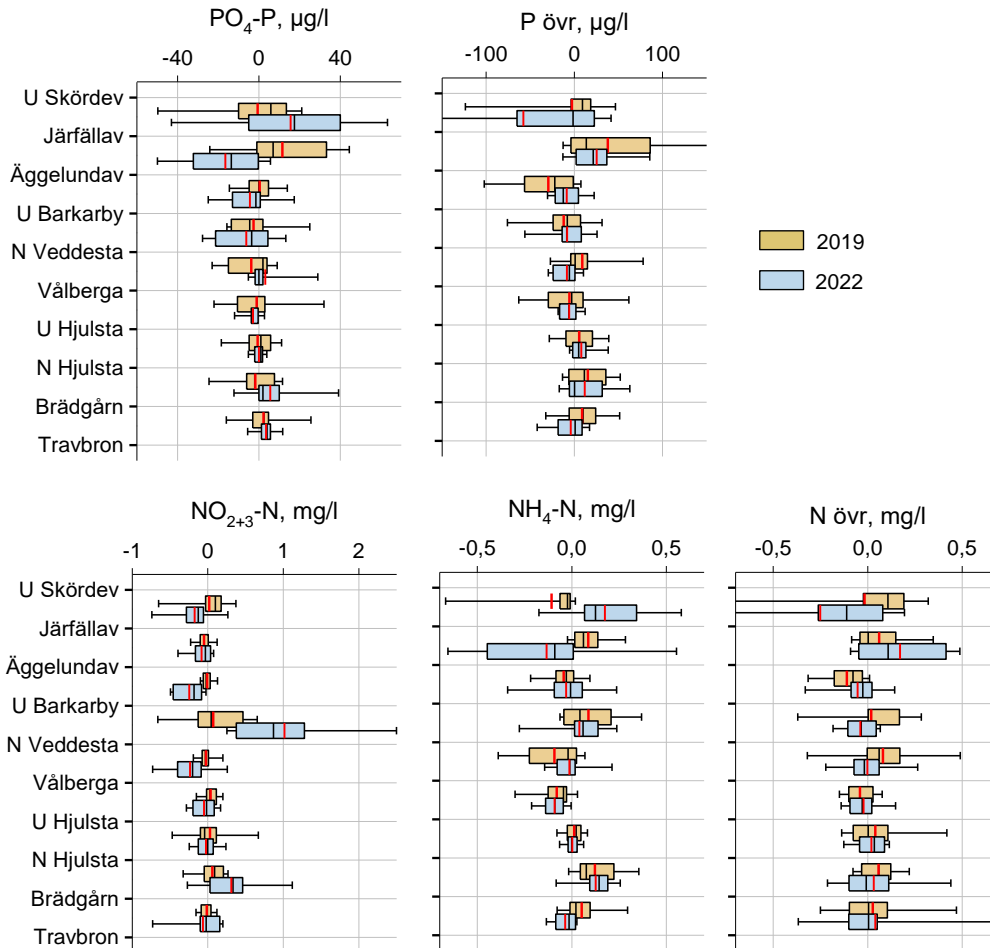 PO₄-P, µg/l
P övr, µg/l
-40 0 40
-100 0 100
U Skördev
Järfällav
Äggelundav
U Barkarby
N Veddesta
Vålberga
U Hjulsta
N Hjulsta
Brädgårn
Travbron
2019
2022
NO₂₊₃-N, mg/l
NH₄-N, mg/l
N övr, mg/l
-1 0 1 2
-0,5 0,0 0,5
-0,5 0,0 0,5
U Skördev
Järfällav
Äggelundav
U Barkarby
N Veddesta
Vålberga
U Hjulsta
N Hjulsta
Brädgårn
Travbron